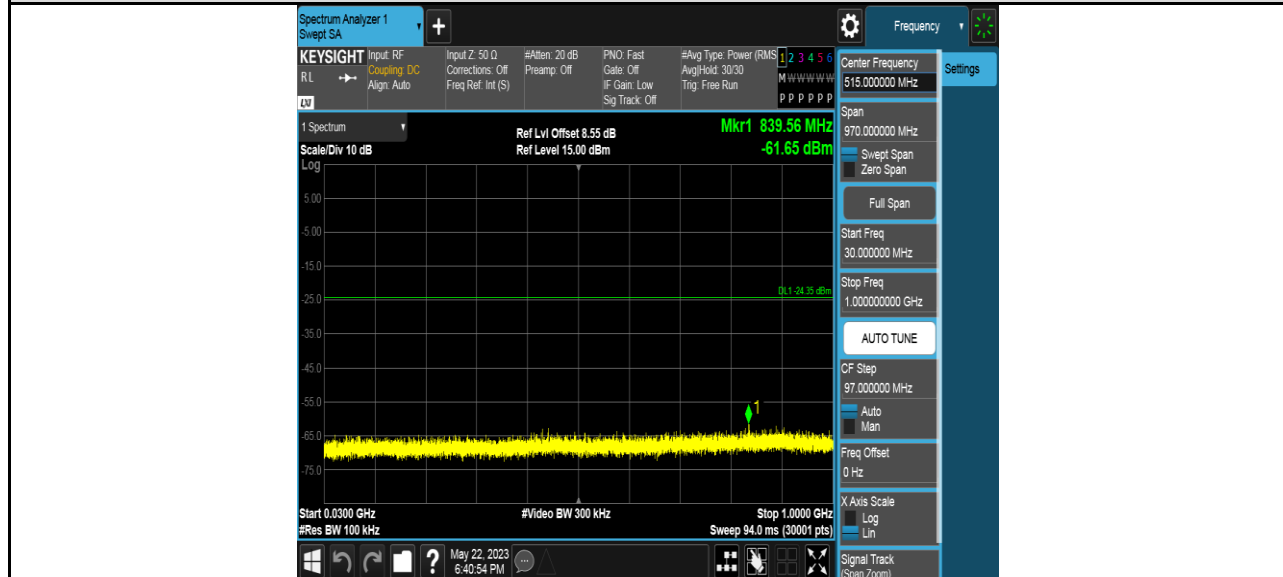 Spectrum Analyzer 1
Swept SA
+
Frequency
KEYSIGHT
RL
LXI
Input: RF
Coupling: DC
Align: Auto
Input Z: 50 Ω
Corrections: Off
Freq Ref: Int (S)
#Atten: 20 dB
Preamp: Off
PNO: Fast
Gate: Off
IF Gain: Low
Sig Track: Off
#Avg Type: Power (RMS
Avg|Hold: 30/30
Trig: Free Run
1 2 3 4 5 6
M W W W W W
P P P P P P
1 Spectrum
Scale/Div 10 dB
Log
Ref Lvl Offset 8.55 dB
Ref Level 15.00 dBm
Mkr1 839.56 MHz
-61.65 dBm
5.00
-5.00
-15.0
DL1 -24.35 dBm
-25.0
-35.0
-45.0
-55.0
1
-65.0
-75.0
Start 0.0300 GHz
#Res BW 100 kHz
#Video BW 300 kHz
Stop 1.0000 GHz
Sweep 94.0 ms (30001 pts)
?
May 22, 2023
6:40:54 PM
Center Frequency
515.000000 MHz
Settings
Span
970.000000 MHz
Swept Span
Zero Span
Full Span
Start Freq
30.000000 MHz
Stop Freq
1.000000000 GHz
AUTO TUNE
CF Step
97.000000 MHz
Auto
Man
Freq Offset
0 Hz
X Axis Scale
Log
Lin
Signal Track
(Span Zoom)